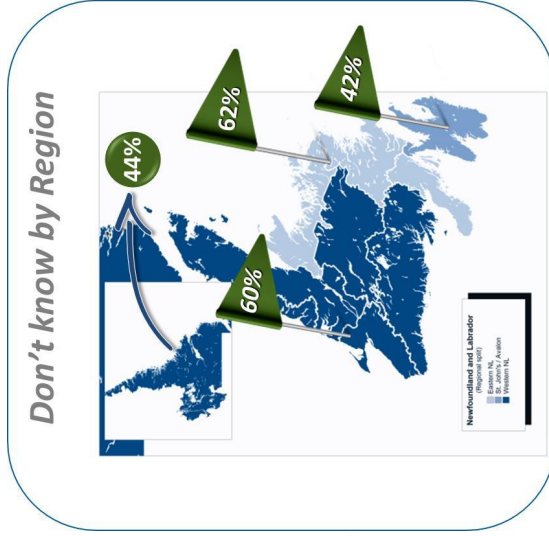 Don't know by Region
44%
62%
42%
60%
Newfoundland and Labrador
(Regional split)
Eastern NL
St. John's / Avalon
Western NL